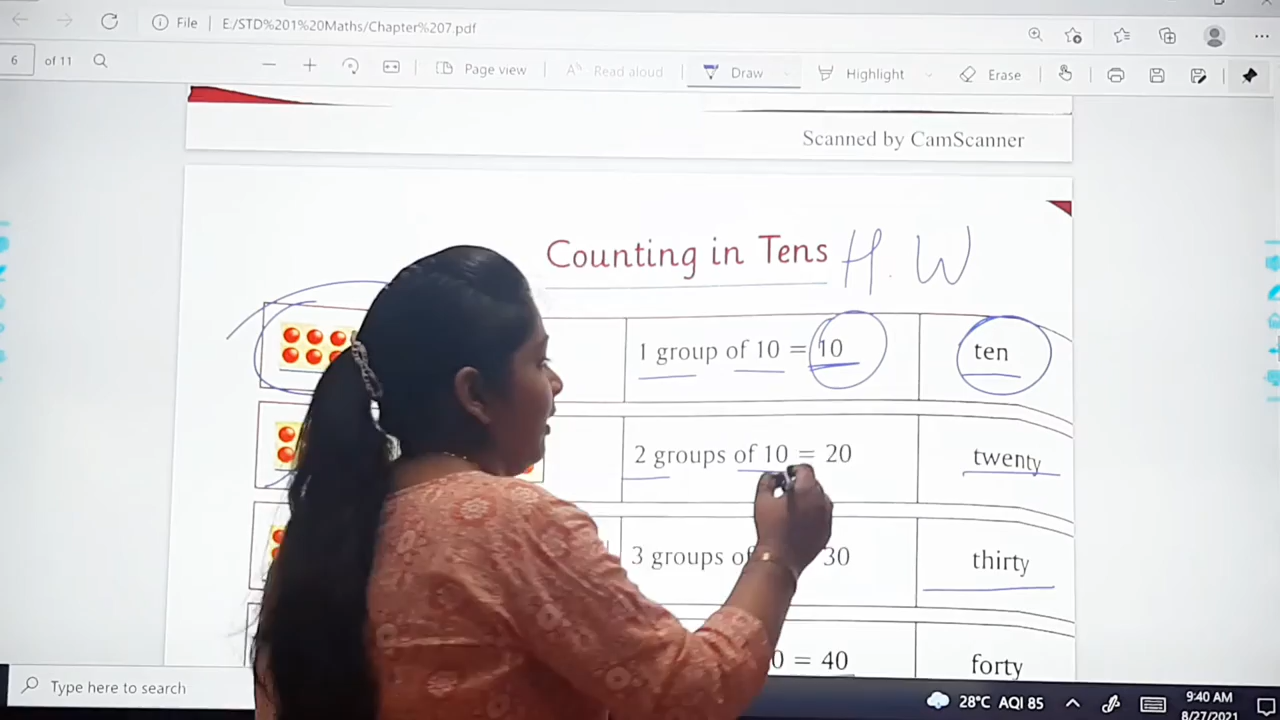 File E:/STD%201%20Maths/Chapter%207.pdf
6 of 11 Page view Read aloud Draw Highlight Erase
Scanned by CamScanner
Counting in Tens H.W
1 group of 10 = 10 ten
2 groups of 10 = 20 twenty
3 groups of 30 thirty
0 = 40 forty
Type here to search 28°C AQI 85 9:40 AM
8/27/2021